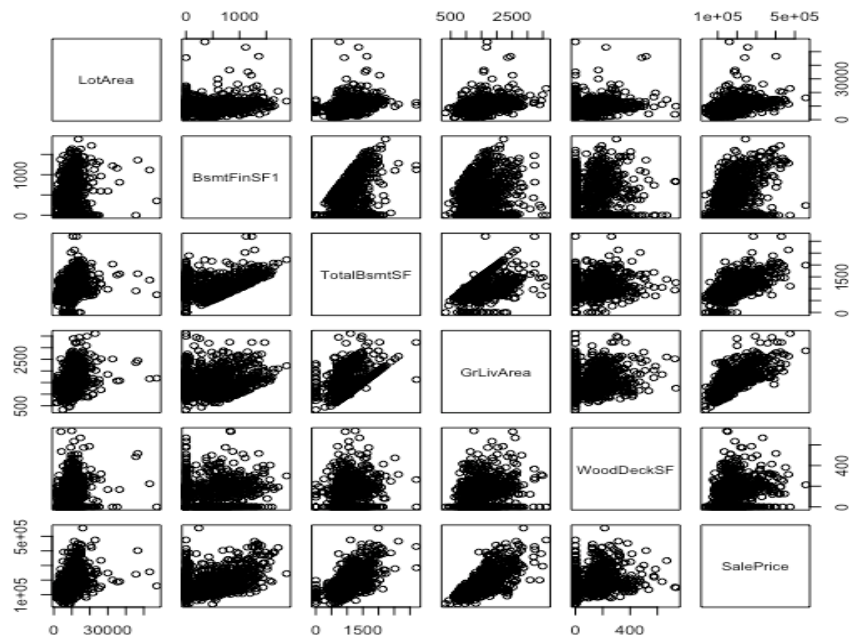 0 1000
500 2500
1e+05 5e+05
LotArea
0 30000
0 1000
BsmtFinSF1
TotalBsmtSF
1500
0
500 2500
GrLivArea
WoodDeckSF
0 400
1e+05 5e+05
SalePrice
0 30000
0 1500
0 400